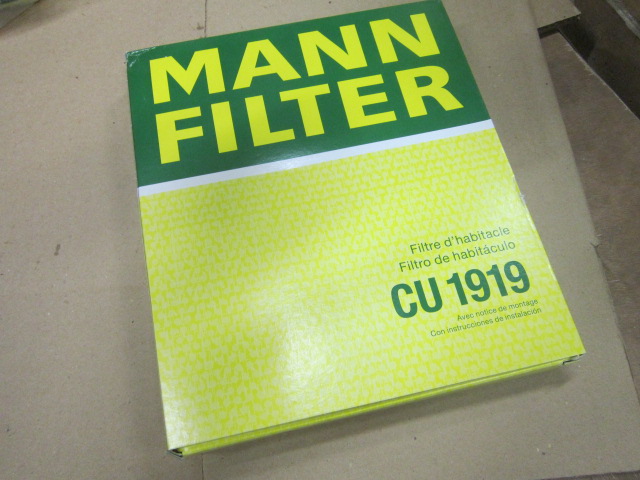 MANN
FILTER
Filtre d'habitacle
Filtro de habitáculo
CU 1919
Avec notice de montage
Con instrucciones de instalación